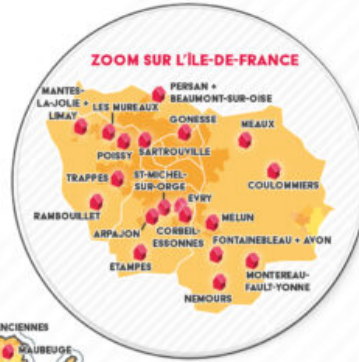 ZOOM SUR L'ÎLE-DE-FRANCE
PERSAN +
BEAUMONT-SUR-OISE
MANTES-
LA-JOLIE +
LIMAY
LES MUREAUX
GONESSE
MEAUX
POISSY
SARTROUVILLE
TRAPPES
ST-MICHEL-
SUR-ORGE
COULOMMIERS
RAMBOUILLET
ÉVRY
ARPAJON
CORBEIL-
ESSONNES
MELUN
ETAMPES
FONTAINEBLEAU + AVON
MONTEREAU-
FAULT-YONNE
NEMOURS
NCIENNES
MAUBEUGE